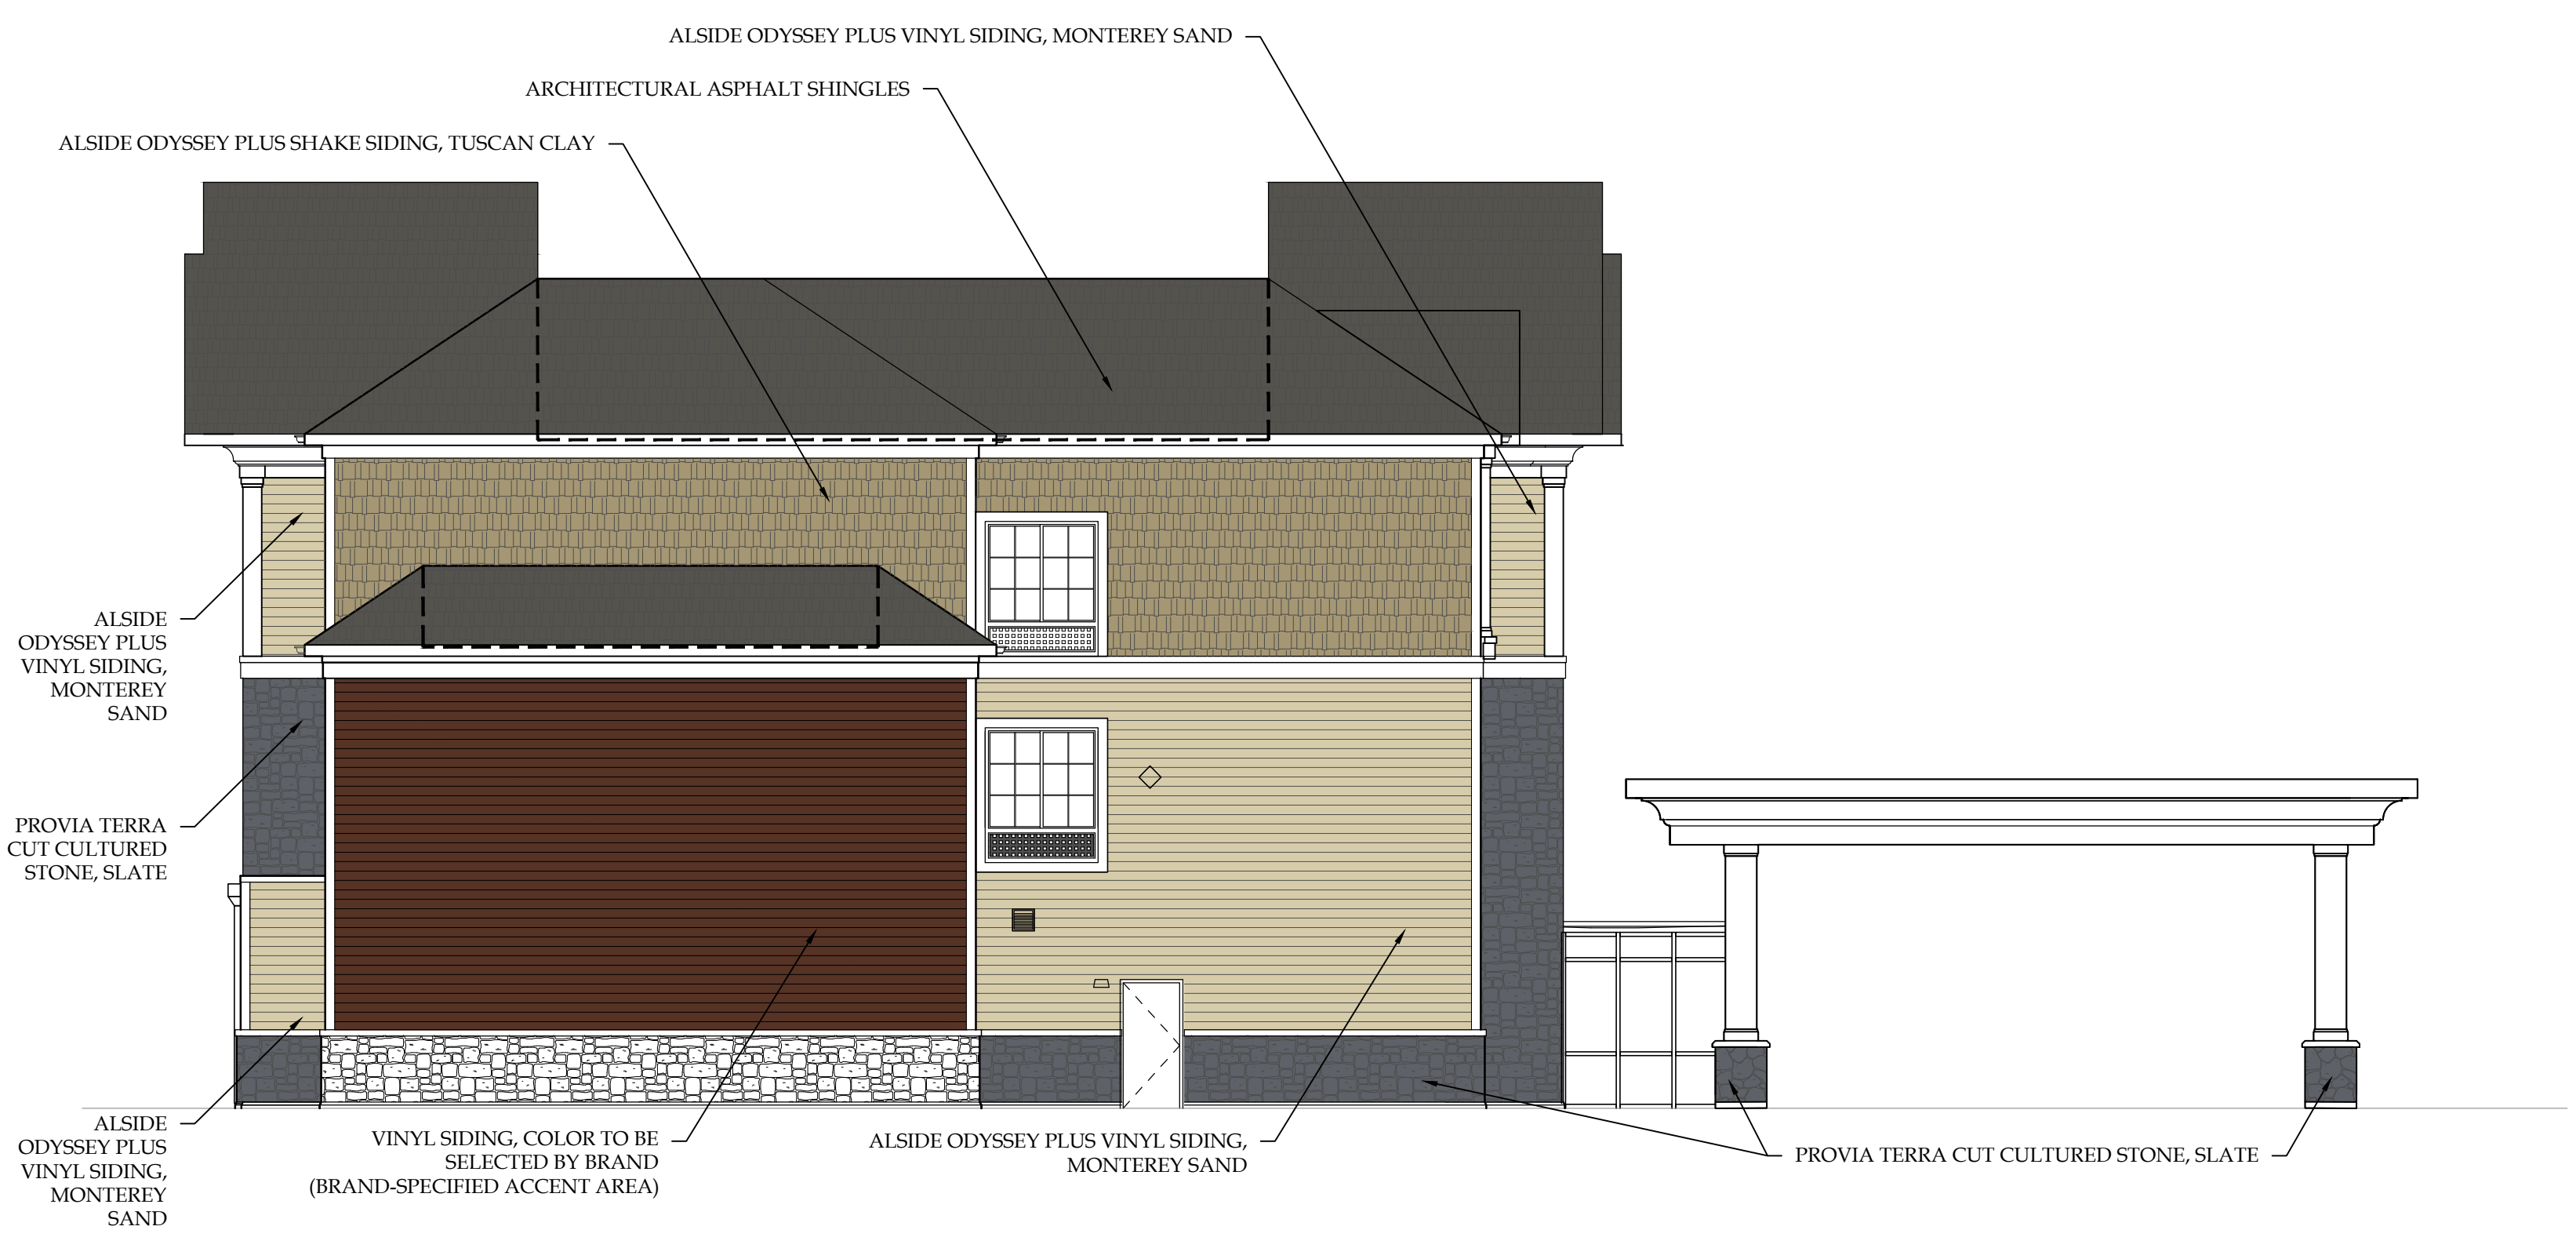 ALSIDE ODYSSEY PLUS VINYL SIDING, MONTEREY SAND
ARCHITECTURAL ASPHALT SHINGLES
ALSIDE ODYSSEY PLUS SHAKE SIDING, TUSCAN CLAY
ALSIDE
ODYSSEY PLUS
VINYL SIDING,
MONTEREY
SAND
PROVIA TERRA
CUT CULTURED
STONE, SLATE
ALSIDE
ODYSSEY PLUS
VINYL SIDING,
MONTEREY
SAND
VINYL SIDING, COLOR TO BE
SELECTED BY BRAND
(BRAND-SPECIFIED ACCENT AREA)
ALSIDE ODYSSEY PLUS VINYL SIDING,
MONTEREY SAND
PROVIA TERRA CUT CULTURED STONE, SLATE